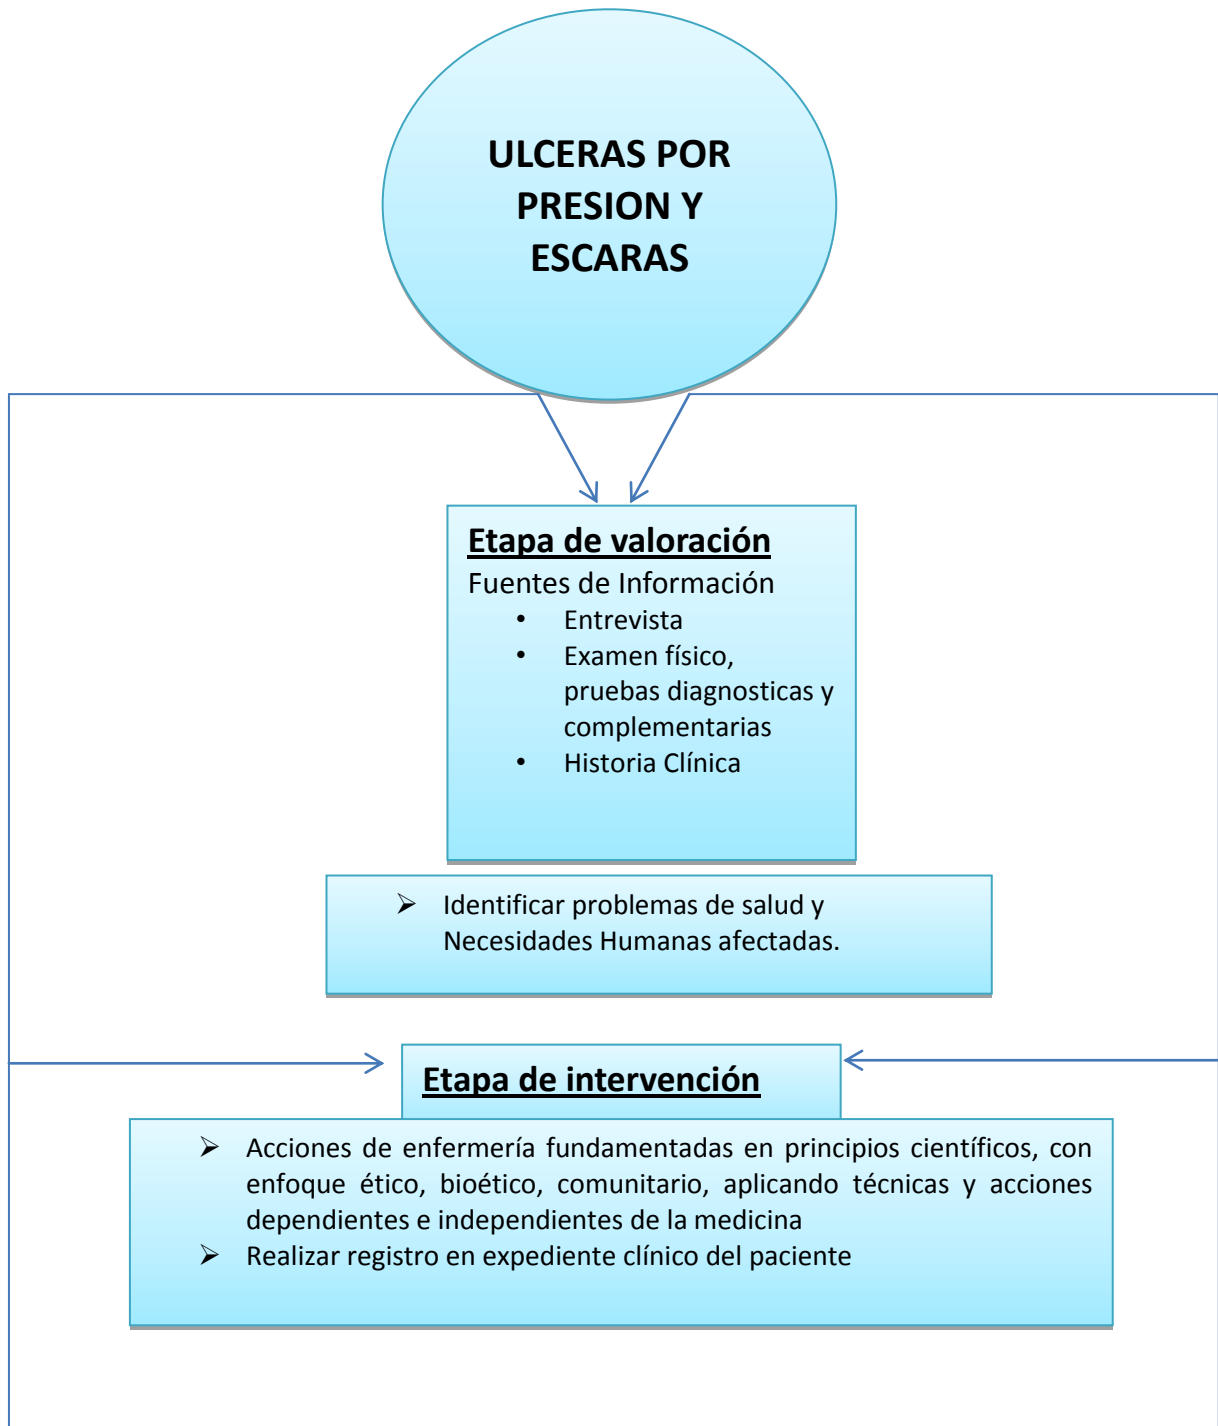 ULCERAS POR
PRESION Y
ESCARAS
Etapa de valoración
Fuentes de Información
• Entrevista
• Examen físico,
pruebas diagnosticas y
complementarias
• Historia Clínica
➢ Identificar problemas de salud y
Necesidades Humanas afectadas.
Etapa de intervención
➢ Acciones de enfermería fundamentadas en principios científicos, con
enfoque ético, bioético, comunitario, aplicando técnicas y acciones
dependientes e independientes de la medicina
➢ Realizar registro en expediente clínico del paciente